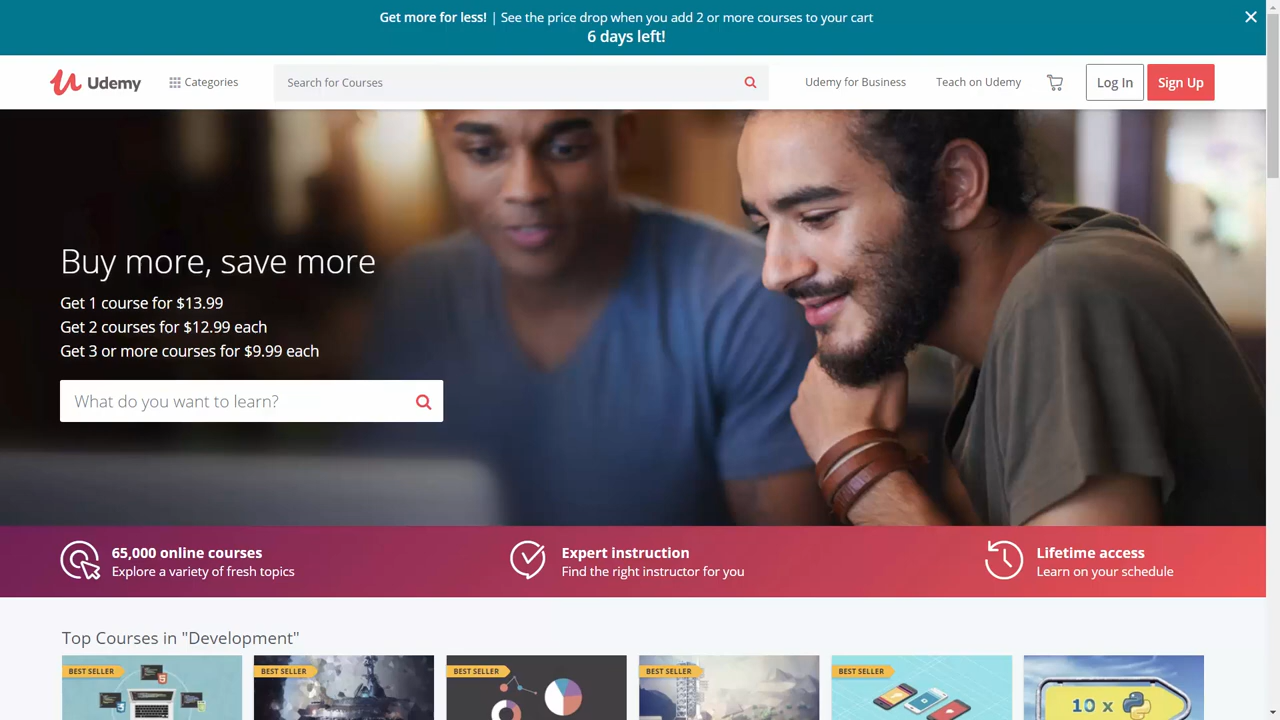 Get more for less! | See the price drop when you add 2 or more courses to your cart
6 days left!
Udemy
Categories
Search for Courses
Udemy for Business
Teach on Udemy
Log In
Sign Up
Buy more, save more
Get 1 course for $13.99
Get 2 courses for $12.99 each
Get 3 or more courses for $9.99 each
What do you want to learn?
65,000 online courses
Explore a variety of fresh topics
Expert instruction
Find the right instructor for you
Lifetime access
Learn on your schedule
Top Courses in "Development"
BEST SELLER
BEST SELLER
BEST SELLER
BEST SELLER
BEST SELLER
10 x